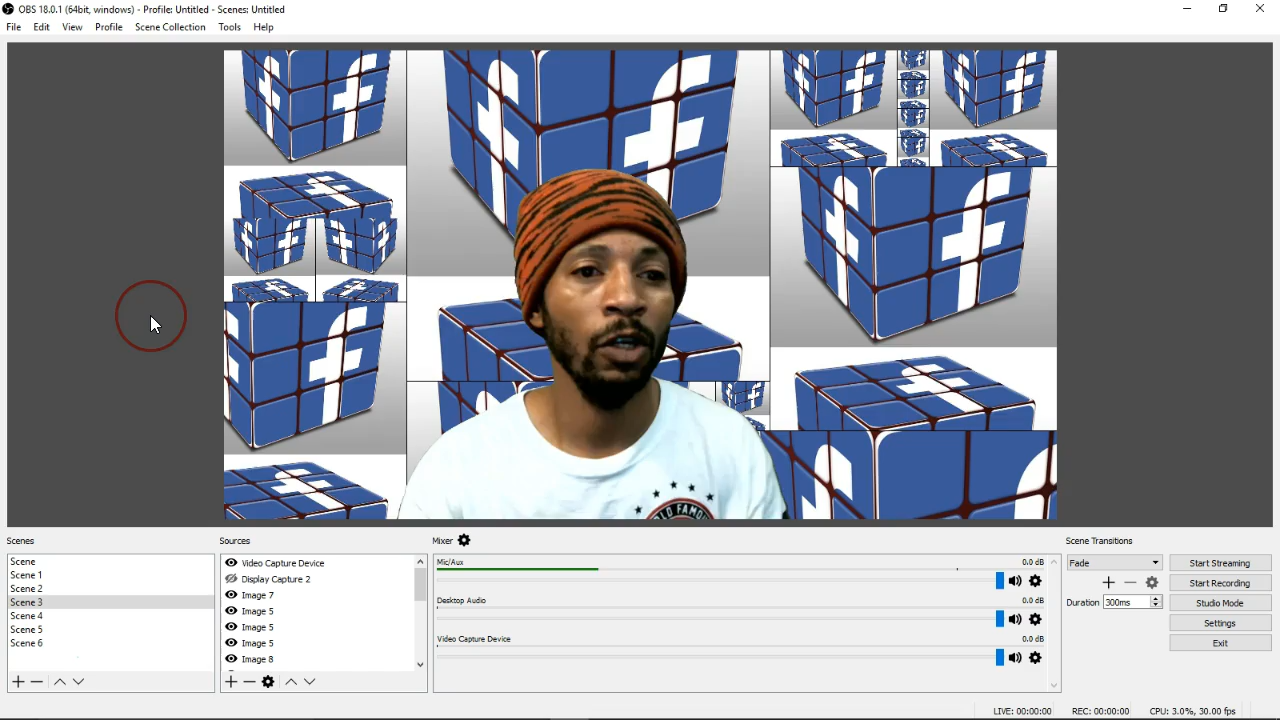 OBS 18.0.1 (64bit, windows) - Profile: Untitled - Scenes: Untitled
File Edit View Profile Scene Collection Tools Help
Scenes
Scene
Scene 1
Scene 2
Scene 3
Scene 4
Scene 5
Scene 6
Sources
Video Capture Device
Display Capture 2
Image 7
Image 5
Image 5
Image 5
Image 8
Mixer
Mic/Aux 0.0 dB
Desktop Audio 0.0 dB
Video Capture Device 0.0 dB
Scene Transitions
Fade
Duration 300ms
Start Streaming
Start Recording
Studio Mode
Settings
Exit
LIVE: 00:00:00 REC: 00:00:00 CPU: 3.0%, 30.00 fps